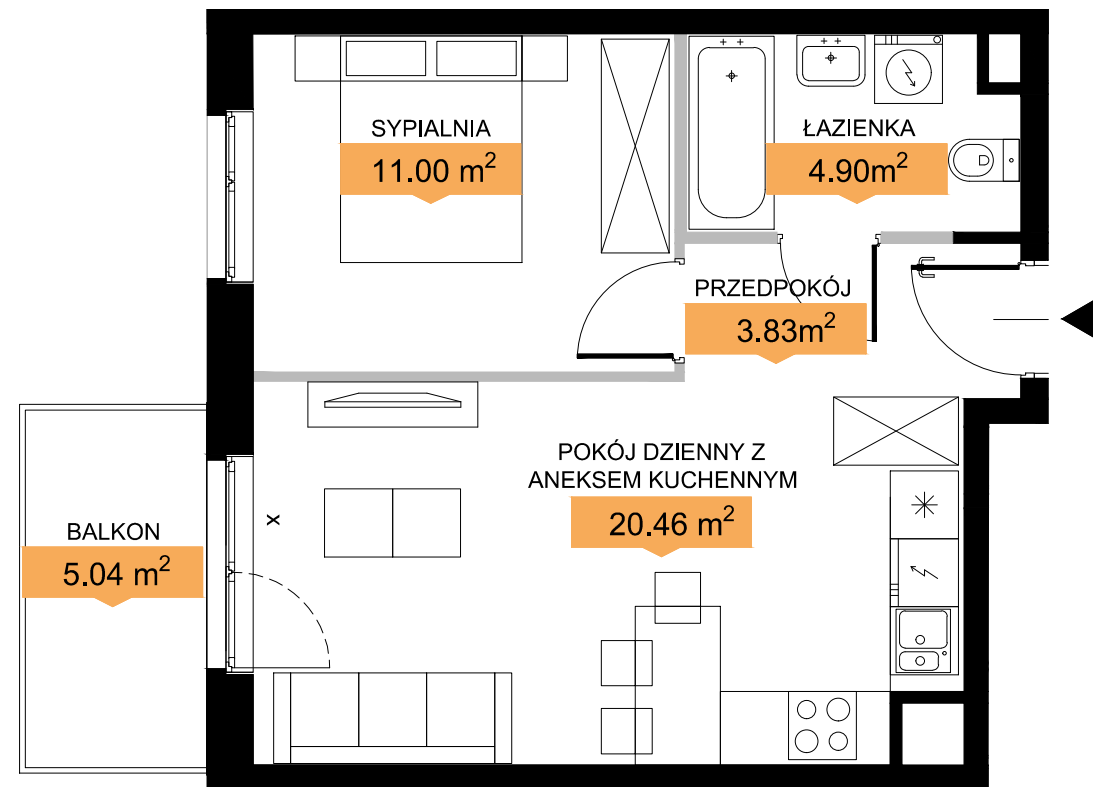 SYPIALNIA
11.00 m²
ŁAZIENKA
4.90m²
PRZEDPOKÓJ
3.83m²
POKÓJ DZIENNY Z
ANEKSEM KUCHENNYM
20.46 m²
x
BALKON
5.04 m²